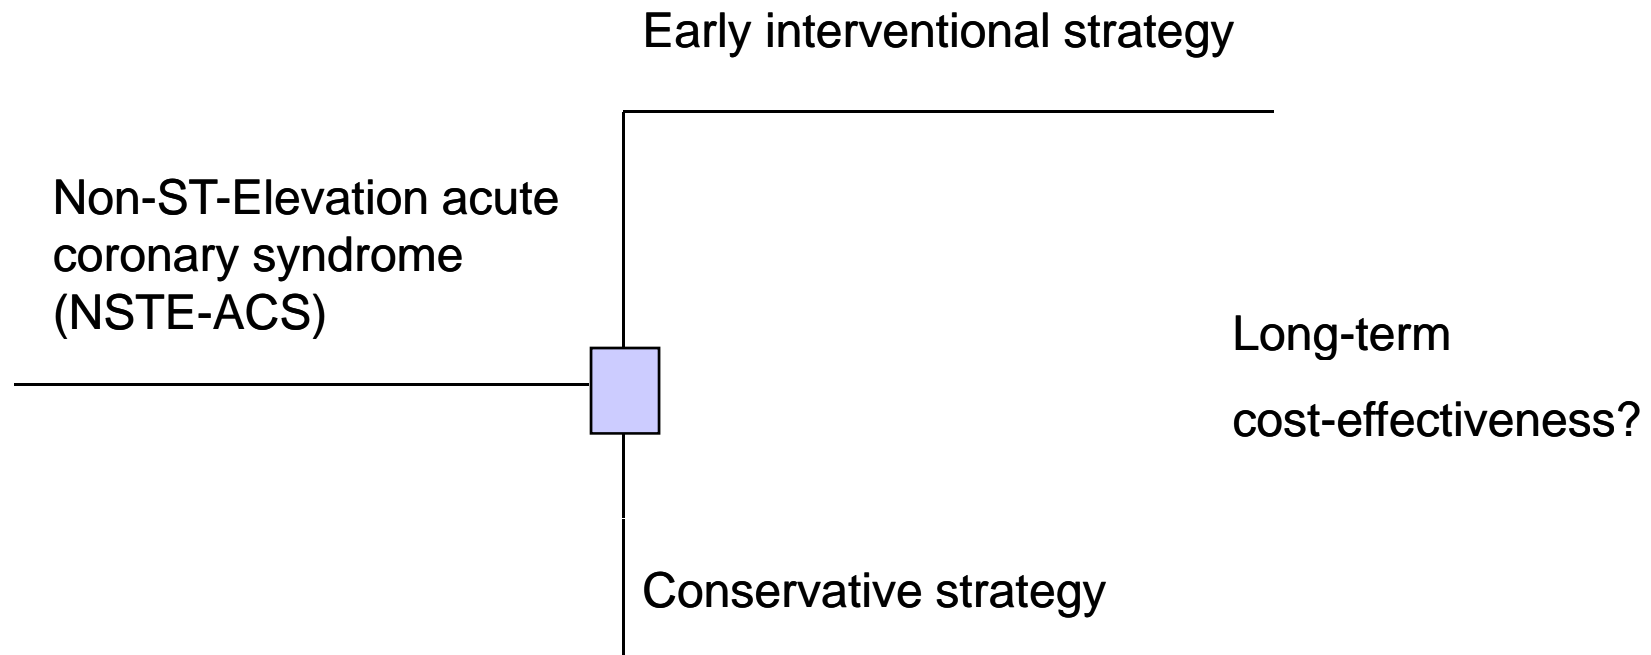 Early interventional strategy
Non-ST-Elevation acute
coronary syndrome
(NSTE-ACS)
Long-term
cost-effectiveness?
Conservative strategy